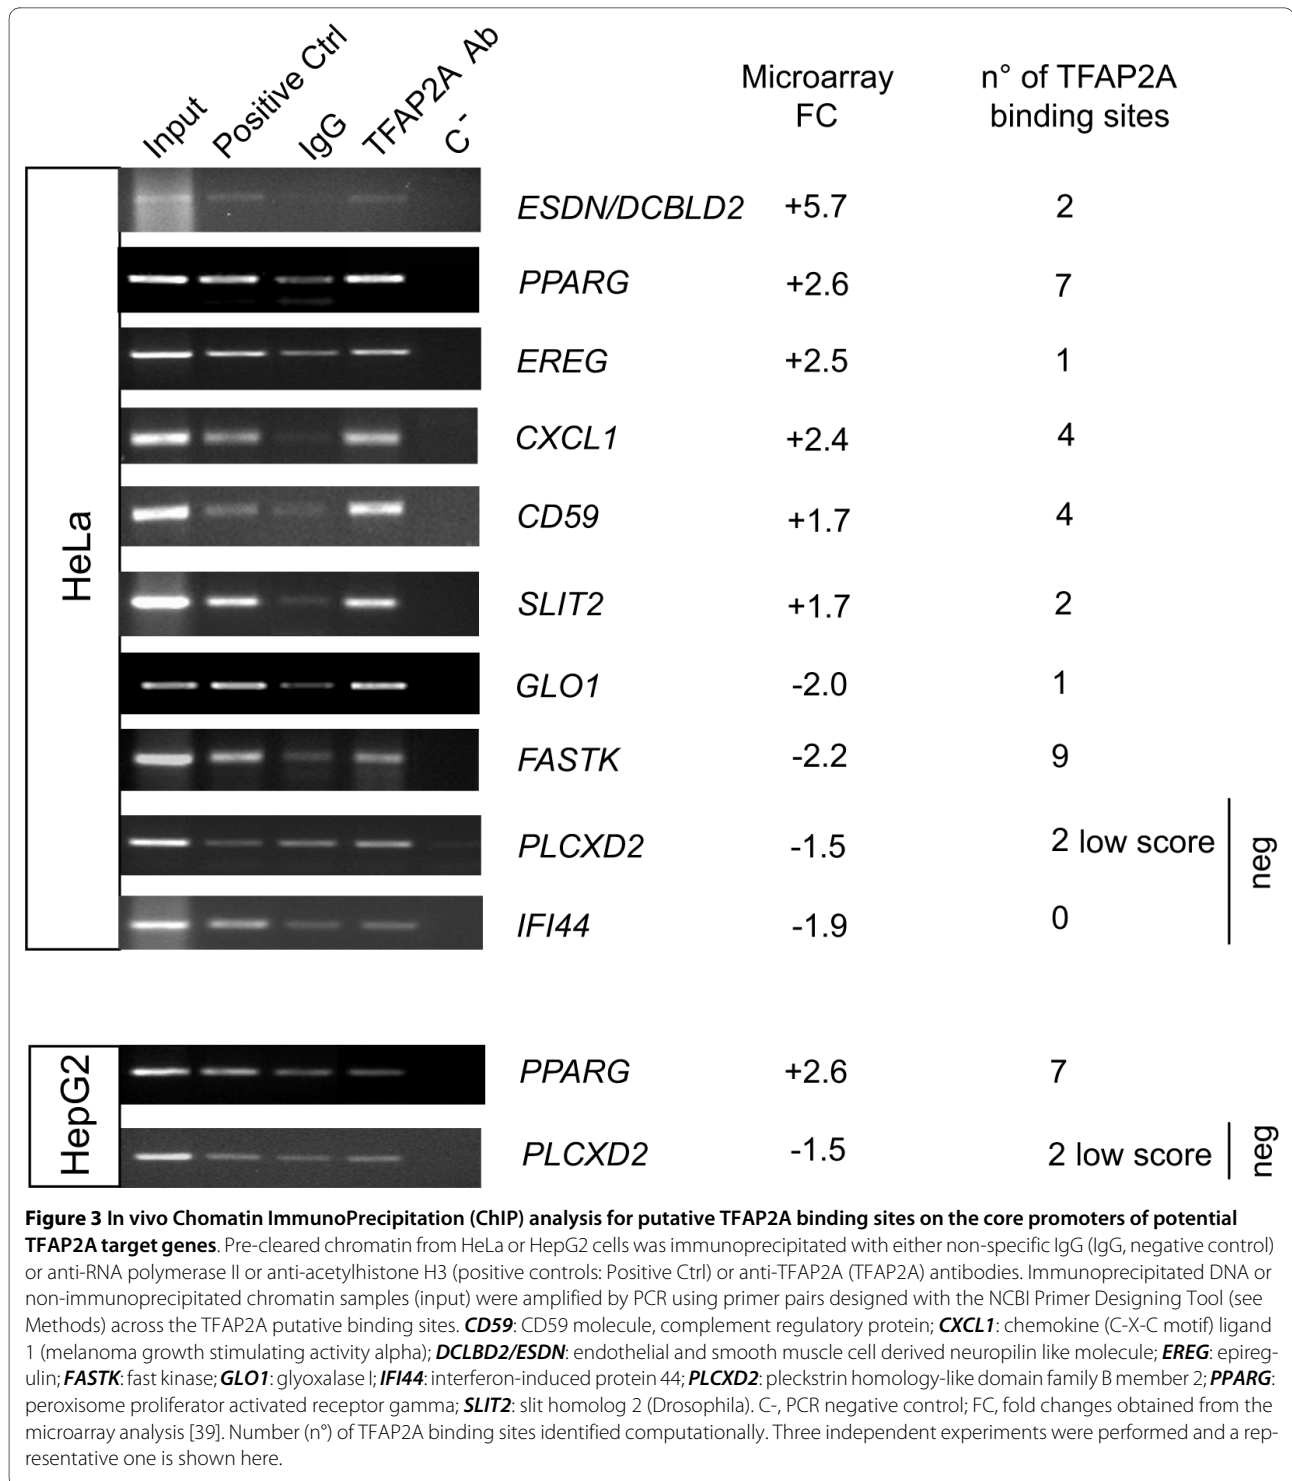 Input Positive Ctrl IgG TFAP2A Ab C -
Microarray FC
n° of TFAP2A binding sites
HeLa
ESDN/DCBLD2 +5.7 2
PPARG +2.6 7
EREG +2.5 1
CXCL1 +2.4 4
CD59 +1.7 4
SLIT2 +1.7 2
GLO1 -2.0 1
FASTK -2.2 9
PLCXD2 -1.5 2 low score
IFI44 -1.9 0
neg
HepG2
PPARG +2.6 7
PLCXD2 -1.5 2 low score
neg
Figure 3 In vivo Chromatin ImmunoPrecipitation (ChIP) analysis for putative TFAP2A binding sites on the core promoters of potential
TFAP2A target genes. Pre-cleared chromatin from HeLa or HepG2 cells was immunoprecipitated with either non-specific IgG (IgG, negative control)
or anti-RNA polymerase II or anti-acetylhistone H3 (positive controls: Positive Ctrl) or anti-TFAP2A (TFAP2A) antibodies. Immunoprecipitated DNA or
non-immunoprecipitated chromatin samples (input) were amplified by PCR using primer pairs designed with the NCBI Primer Designing Tool (see
Methods) across the TFAP2A putative binding sites. CD59: CD59 molecule, complement regulatory protein; CXCL1: chemokine (C-X-C motif) ligand
1 (melanoma growth stimulating activity alpha); DCLBD2/ESDN: endothelial and smooth muscle cell derived neuropilin like molecule; EREG: epireg-
ulin; FASTK: fast kinase; GLO1: glyoxalase I; IFI44: interferon-induced protein 44; PLCXD2: pleckstrin homology-like domain family B member 2; PPARG:
peroxisome proliferator activated receptor gamma; SLIT2: slit homolog 2 (Drosophila). C-, PCR negative control; FC, fold changes obtained from the
microarray analysis [39]. Number (n°) of TFAP2A binding sites identified computationally. Three independent experiments were performed and a rep-
resentative one is shown here.